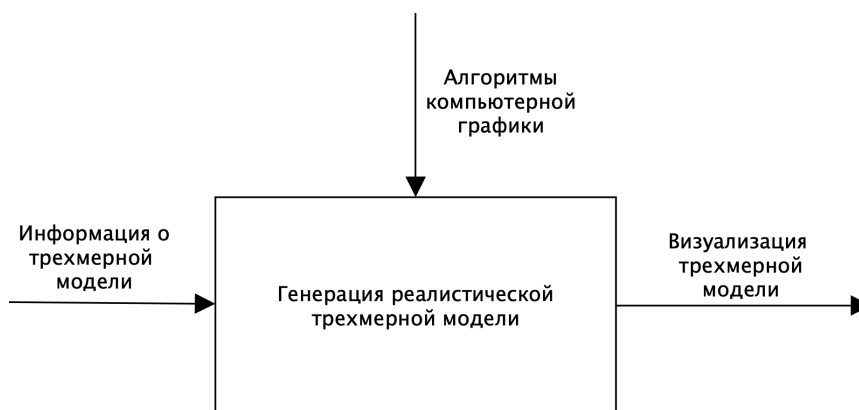 Алгоритмы
компьютерной
графики
Информация о
трехмерной
модели
Генерация реалистической
трехмерной модели
Визуализация
трехмерной
модели